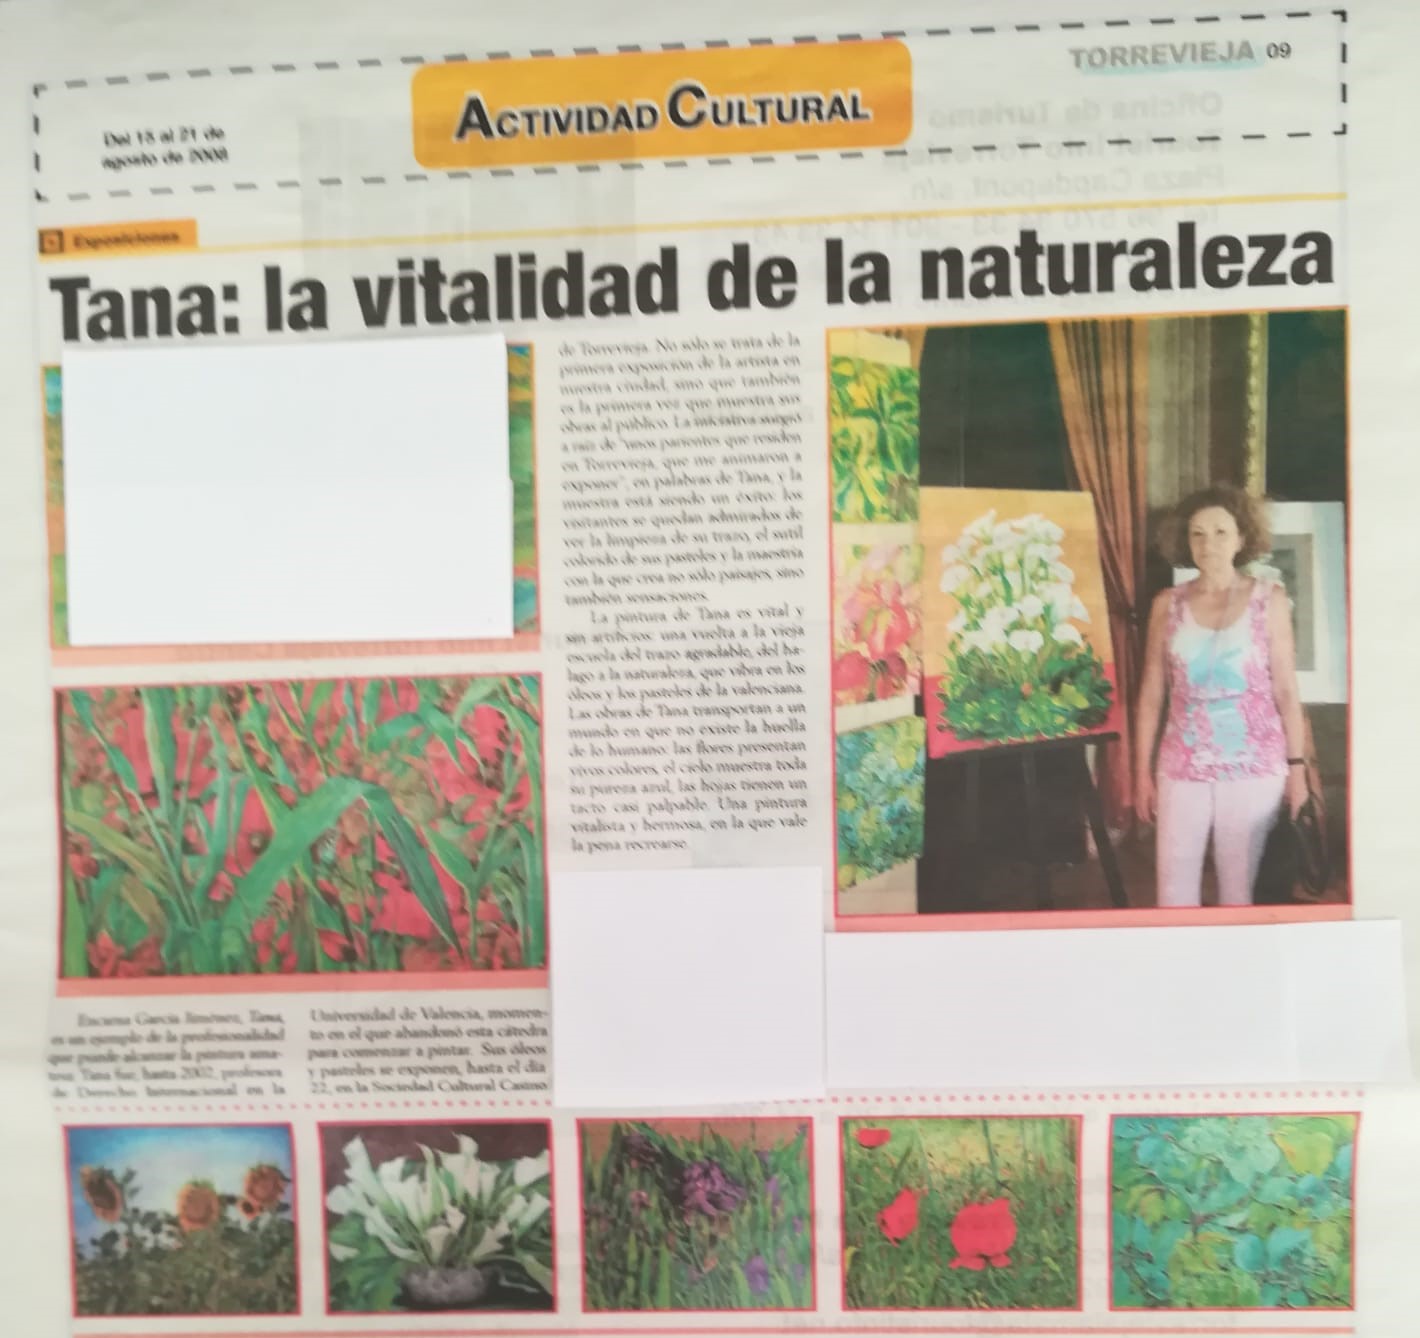 Del 15 al 21 de
agosto de 2008
ACTIVIDAD CULTURAL
TORREVIEJA 09
Exposiciones
Tana: la vitalidad de la naturaleza
Encarna García Jiménez, Tana,
es un ejemplo de la profesionalidad
que puede alcanzar la pintura ama-
teur. Tana fue, hasta 2002, profesora
de Derecho Internacional en la
Universidad de Valencia, momen-
to en el que abandonó esta cátedra
para comenzar a pintar. Sus óleos
y pasteles se exponen, hasta el día
22, en la Sociedad Cultural Casino
de Torrevieja. No sólo se trata de la
primera exposición de la artista en
nuestra ciudad, sino que también
es la primera vez que muestra sus
obras al público. La iniciativa surgió
a raíz de "unos parientes que residen
en Torrevieja, que me animaron a
exponer", en palabras de Tana, y la
muestra está siendo un éxito: los
visitantes se quedan admirados de
ver la limpieza de su trazo, el sutil
colorido de sus pasteles y la maestría
con la que crea no sólo paisajes, sino
también sensaciones.
La pintura de Tana es vital y
sin artificios: una vuelta a la vieja
escuela del trazo agradable, del ha-
lago a la naturaleza, que vibra en los
óleos y los pasteles de la valenciana.
Las obras de Tana transportan a un
mundo en que no existe la huella
de lo humano: las flores presentan
vivos colores, el cielo muestra toda
su pureza azul, las hojas tienen un
tacto casi palpable. Una pintura
vitalista y hermosa, en la que vale
la pena recrearse.